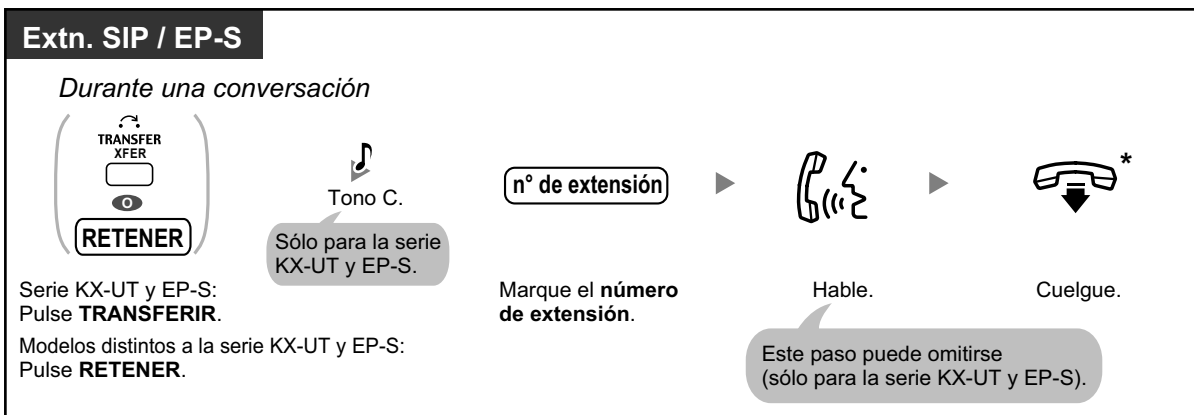 Extn. SIP / EP-S
Durante una conversación
TRANSFER
XFER
O
RETENER
Serie KX-UT y EP-S:
Pulse TRANSFERIR.
Modelos distintos a la serie KX-UT y EP-S:
Pulse RETENER.
Tono C.
Sólo para la serie
KX-UT y EP-S.
n° de extensión
Marque el número
de extensión.
Hable.
Este paso puede omitirse
(sólo para la serie KX-UT y EP-S).
*
Cuelgue.